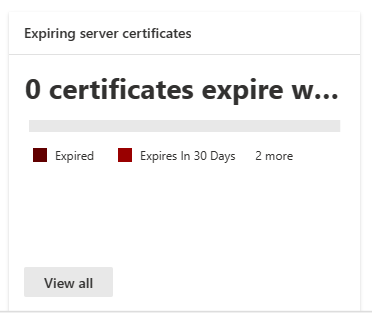 Expiring server certificates
0 certificates expire w...
Expired Expires In 30 Days 2 more
View all